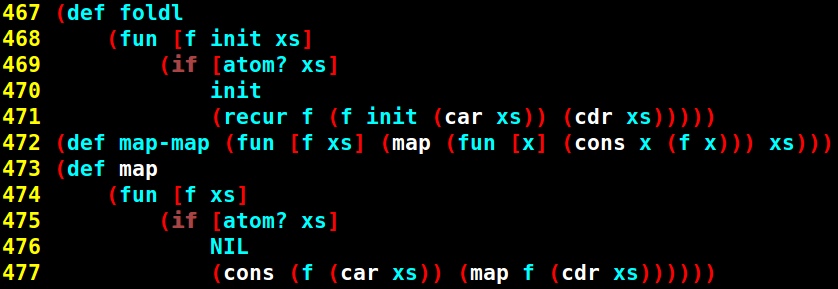 467 (def foldl
468     (fun [f init xs]
469         (if [atom? xs]
470             init
471             (recur f (f init (car xs)) (cdr xs)))))
472 (def map-map (fun [f xs] (map (fun [x] (cons x (f x))) xs)))
473 (def map
474     (fun [f xs]
475         (if [atom? xs]
476             NIL
477             (cons (f (car xs)) (map f (cdr xs))))))